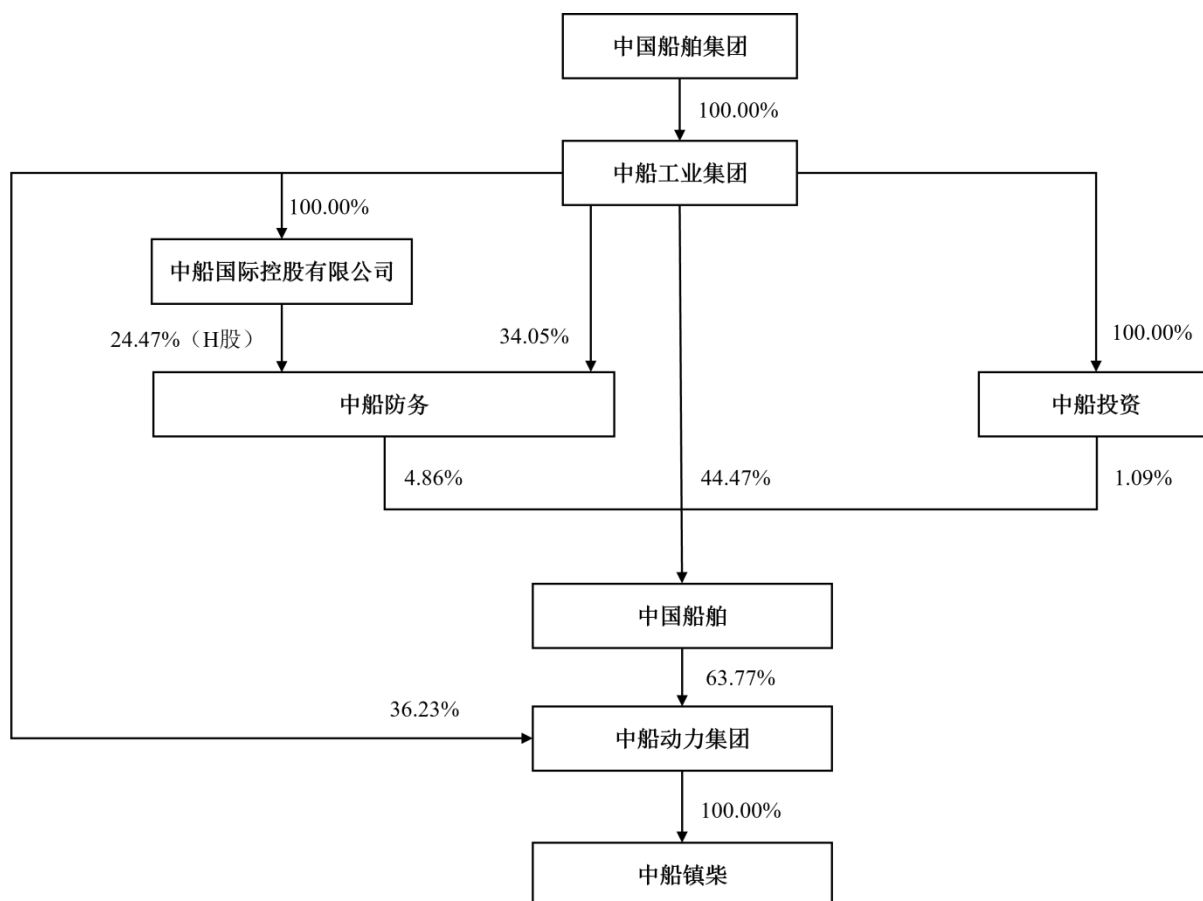 中国船舶集团
100.00%
中船工业集团
100.00%
中船国际控股有限公司
24.47%（H股）
34.05%
100.00%
中船防务
中船投资
4.86%
44.47%
1.09%
中国船舶
63.77%
36.23%
中船动力集团
100.00%
中船镇柴